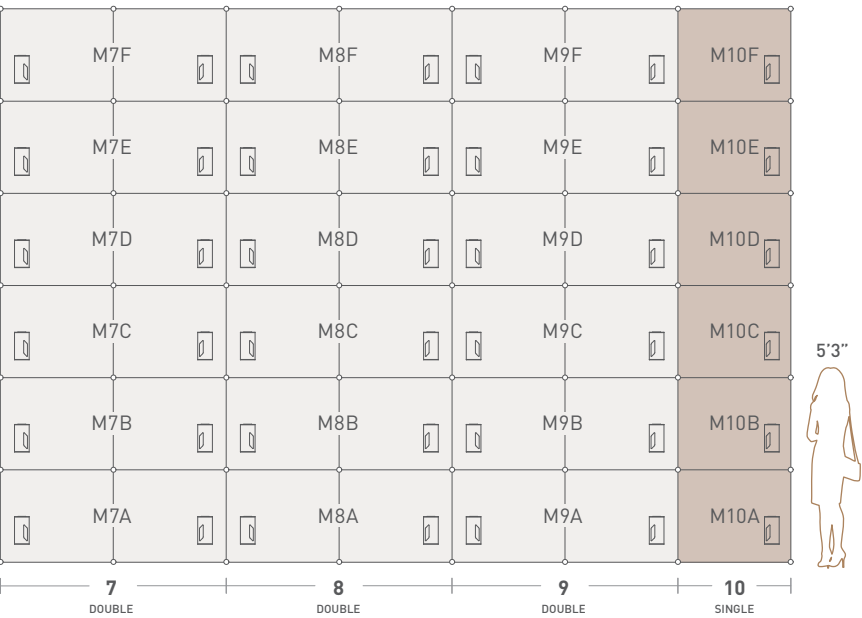 M7F M8F M9F M10F
M7E M8E M9E M10E
M7D M8D M9D M10D
M7C M8C M9C M10C
5'3"
M7B M8B M9B M10B
M7A M8A M9A M10A
7 8 9 10
DOUBLE DOUBLE DOUBLE SINGLE